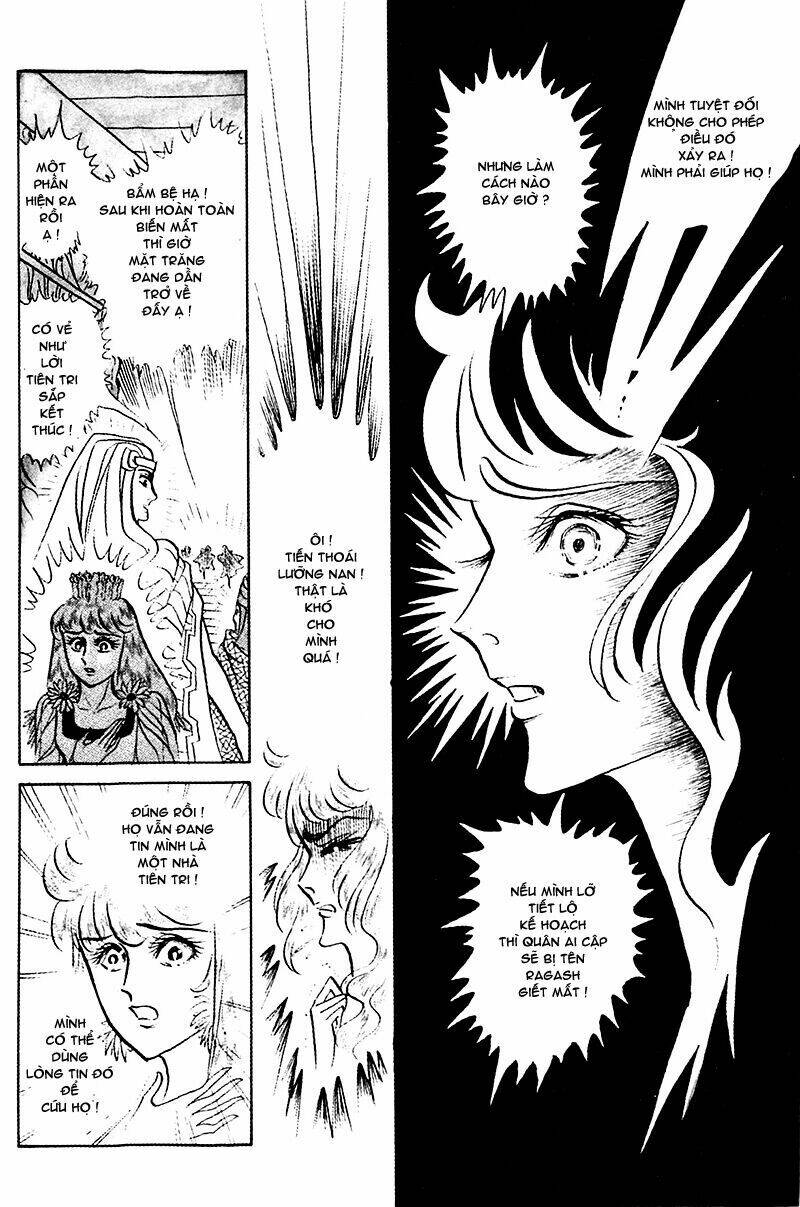 MÌNH TUYỆT ĐỐI
KHÔNG CHO PHÉP
ĐIỀU ĐÓ
XẢY RA !
MÌNH PHẢI GIÚP HỌ !
NHƯNG LÀM
CÁCH NÀO
BÂY GIỜ ?
NẾU MÌNH LỠ
TIẾT LỘ
KẾ HOẠCH
THÌ QUÂN AI CẬP
SẼ BỊ TÊN
RAGASH
GIẾT MẤT !
ÔI !
TIẾN THOÁI
LƯỠNG NAN !
THẬT LÀ
KHÓ
CHO
MÌNH
QUÁ !
BẨM BỆ HẠ !
SAU KHI HOÀN TOÀN
BIẾN MẤT
THÌ GIỜ
MẶT TRĂNG
ĐANG DẦN
TRỞ VỀ
ĐẤY Ạ !
MỘT
PHẦN
HIỆN RA
RỒI
Ạ !
CÓ VẺ
NHƯ
LỜI
TIÊN TRI
SẮP
KẾT
THÚC !
ĐÚNG RỒI !
HỌ VẪN ĐANG
TIN MÌNH LÀ
MỘT NHÀ
TIÊN TRI !
MÌNH
CÓ THỂ
DÙNG
LÒNG TIN ĐÓ
ĐỂ
CỨU HỌ !